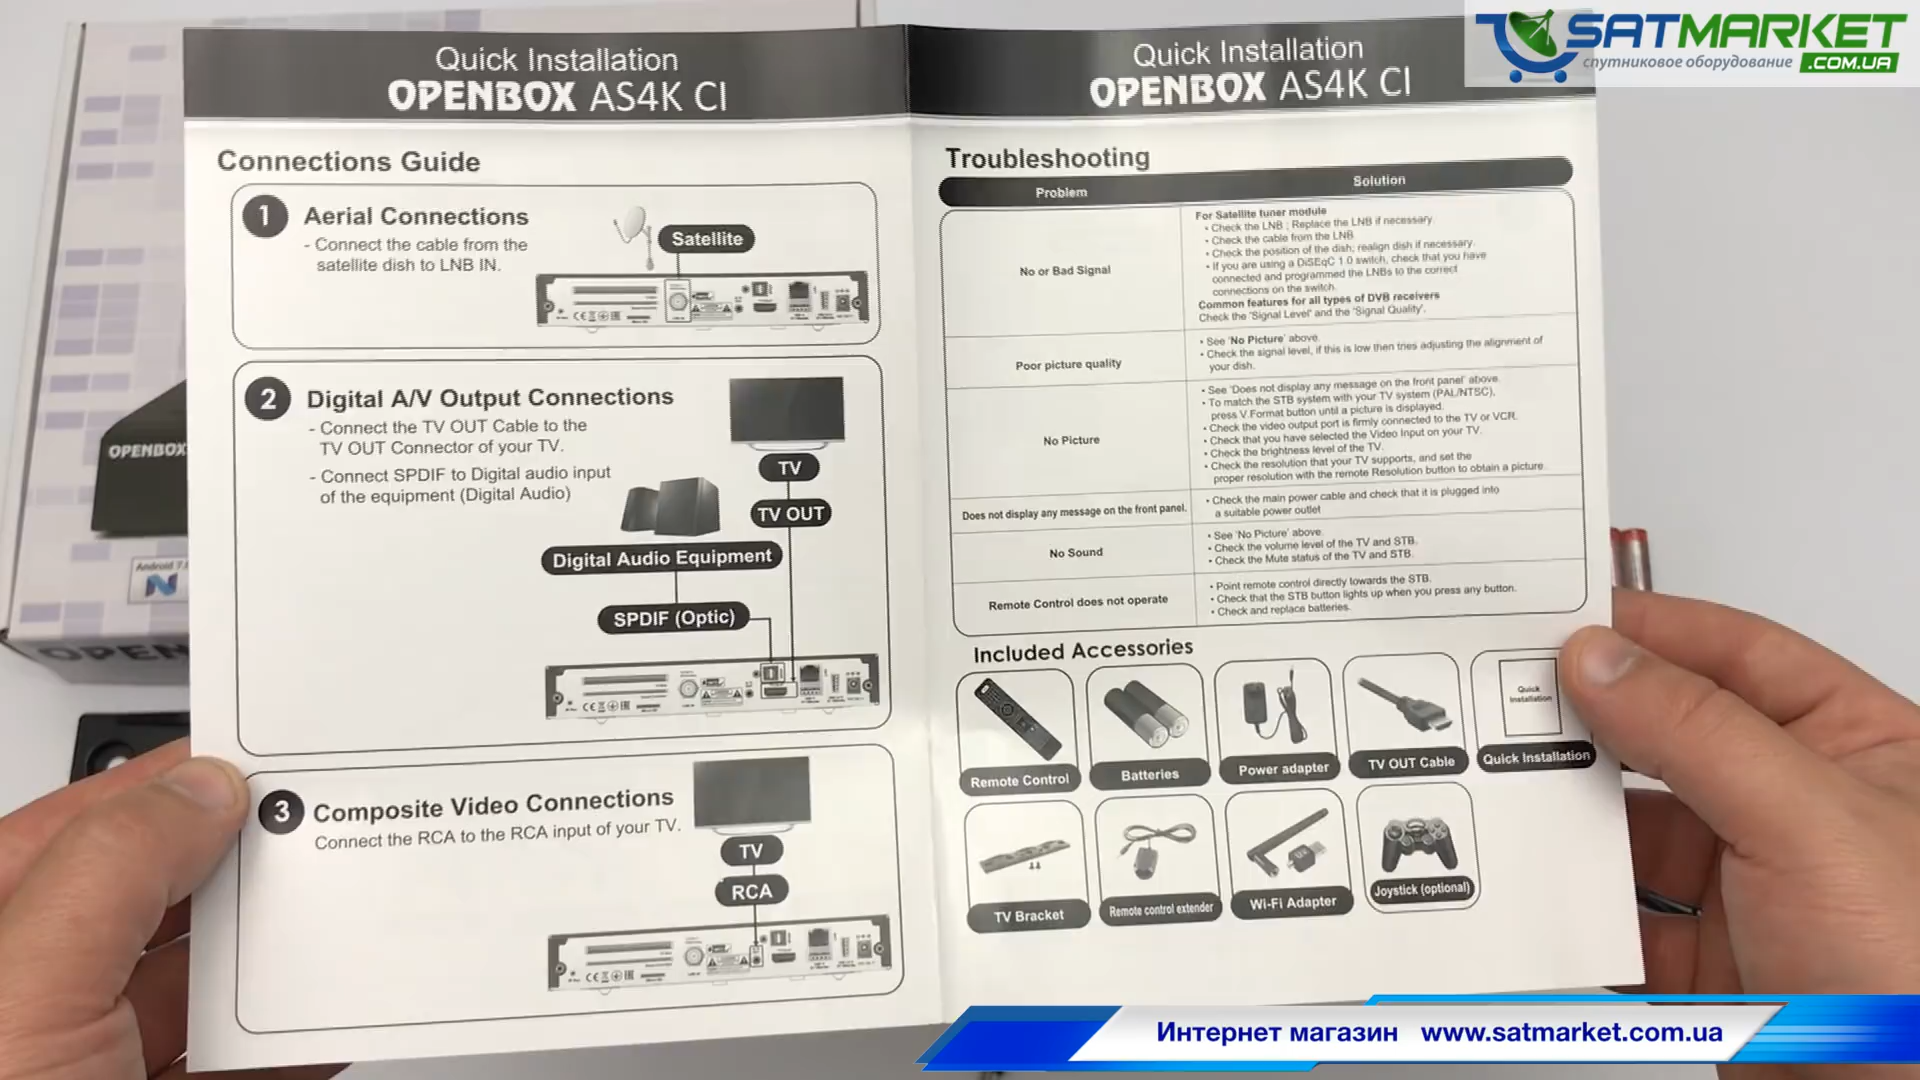 SATMARKET
спутниковое оборудование .COM.UA
Quick Installation
OPENBOX AS4K CI
Connections Guide
1 Aerial Connections
- Connect the cable from the
satellite dish to LNB IN.
Satellite
2 Digital A/V Output Connections
- Connect the TV OUT Cable to the
TV OUT Connector of your TV.
- Connect SPDIF to Digital audio input
of the equipment (Digital Audio)
TV
TV OUT
Digital Audio Equipment
SPDIF (Optic)
3 Composite Video Connections
Connect the RCA to the RCA input of your TV.
TV
RCA
Quick Installation
OPENBOX AS4K CI
Troubleshooting
Problem Solution
No or Bad Signal
For Satellite tuner module
• Check the LNB ; Replace the LNB if necessary.
• Check the cable from the LNB
• Check the position of the dish; realign dish if necessary.
• If you are using a DiSEqC 1.0 switch, check that you have
connected and programmed the LNBs to the correct
connections on the switch.
Common features for all types of DVB receivers
Check the 'Signal Level' and the 'Signal Quality'.
Poor picture quality
• See 'No Picture' above.
• Check the signal level, if this is low then tries adjusting the alignment of
your dish.
No Picture
• See 'Does not display any message on the front panel' above.
• To match the STB system with your TV system (PAL/NTSC),
press V.Format button until a picture is displayed.
• Check the video output port is firmly connected to the TV or VCR.
• Check that you have selected the Video Input on your TV.
• Check the brightness level of the TV.
• Check the resolution that your TV supports, and set the
proper resolution with the remote Resolution button to obtain a picture.
Does not display any message on the front panel.
• Check the main power cable and check that it is plugged into
a suitable power outlet
No Sound
• See 'No Picture' above.
• Check the volume level of the TV and STB.
• Check the Mute status of the TV and STB.
Remote Control does not operate
• Point remote control directly towards the STB.
• Check that the STB button lights up when you press any button.
• Check and replace batteries.
Included Accessories
Remote Control
Batteries
Power adapter
TV OUT Cable
Quick
Installation
Quick Installation
TV Bracket
Remote control extender
Wi-Fi Adapter
Joystick (optional)
OPENBOX
Android 7.
N
OPEN
Интернет магазин www.satmarket.com.ua